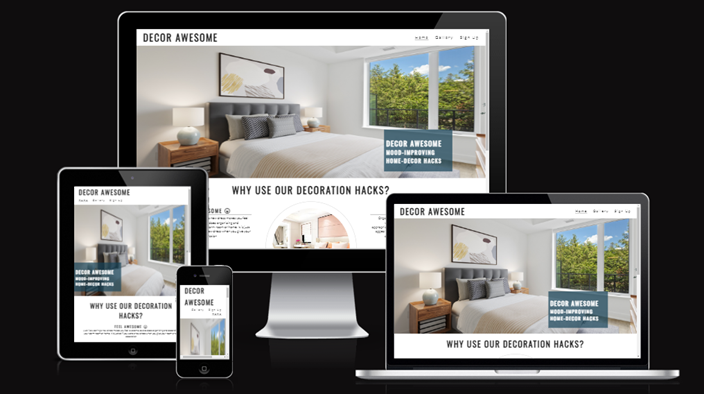 DECOR AWESOME
Home Gallery Sign Up
DECOR AWESOME
MOOD-IMPROVING
HOME-DECOR HACKS
WHY USE OUR DECORATION HACKS?
DECOR AWESOME
Home Gallery Sign Up
DECOR AWESOME
MOOD-IMPROVING
HOME-DECOR HACKS
WHY USE OUR DECORATION
HACKS?
FEEL AWESOME
DECOR
AWESOME
Gallery Sign Up
Home
DECOR AWESOME
Home Gallery Sign Up
DECOR AWESOME
MOOD-IMPROVING
HOME-DECOR HACKS
WHY USE OUR DECORATION HACKS?